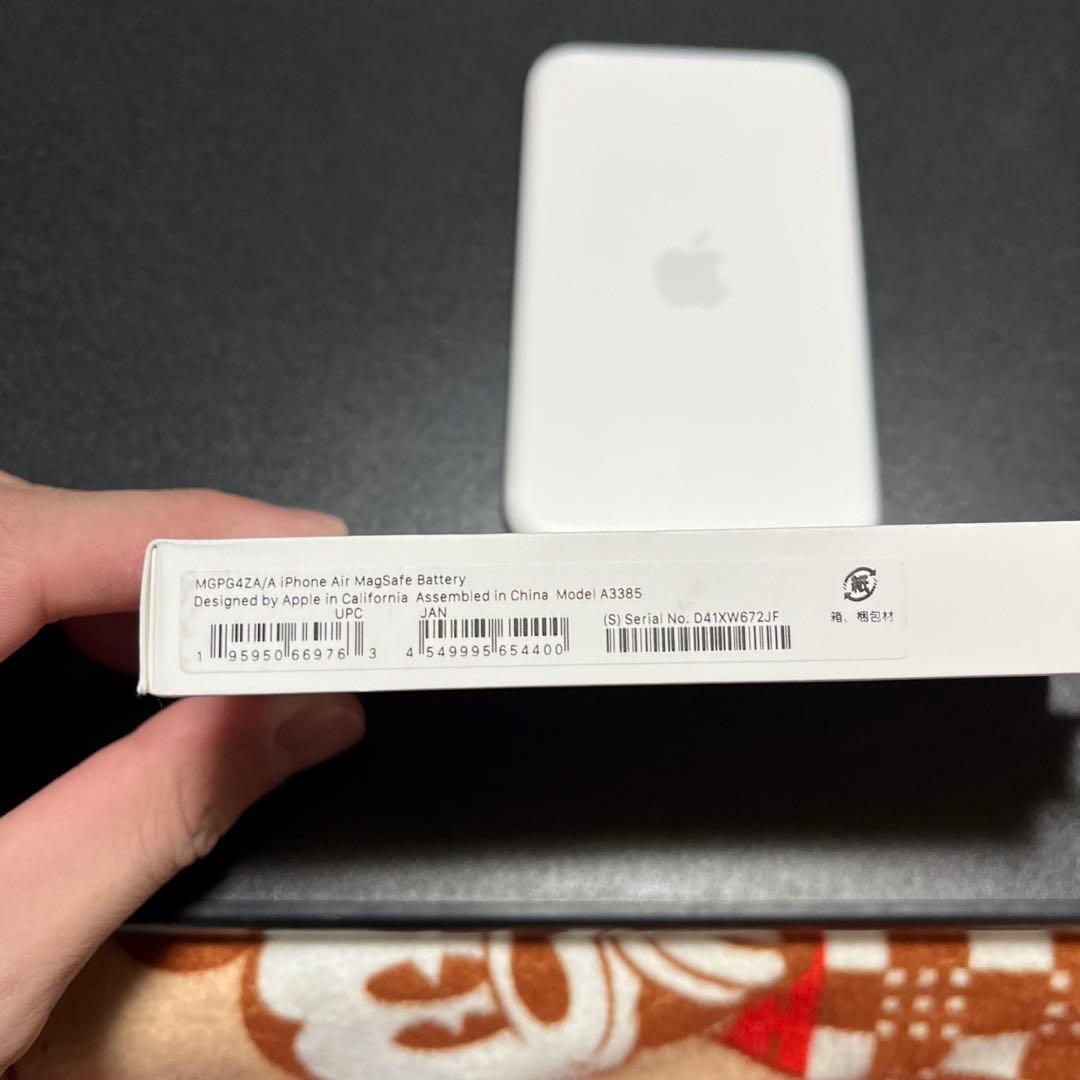 MGPG4ZA/A iPhone Air MagSafe Battery
Designed by Apple in California Assembled in China Model A3385
UPC
1 95950 66976 3
JAN
4 549995 654400
(S) Serial No. D41XW672JF
紙
箱、梱包材